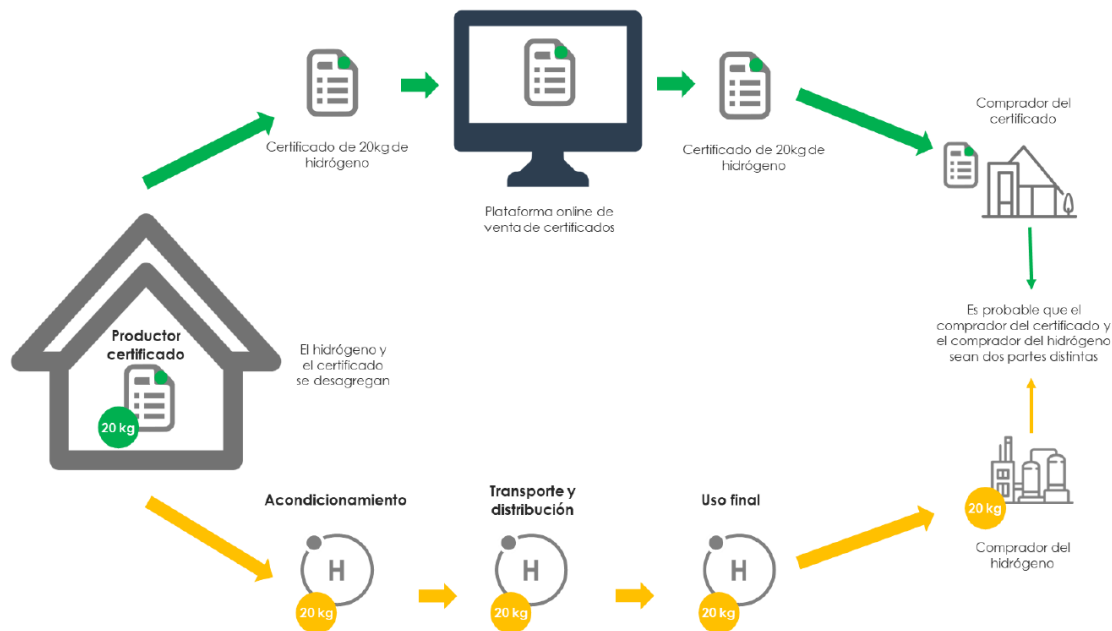 Certificado de 20kg de
hidrógeno
Plataforma online de
venta de certificados
Certificado de 20kg de
hidrógeno
Comprador del
certificado
Productor
certificado
20 kg
El hidrógeno y
el certificado
se desagregan
Es probable que el
comprador del certificado y
el comprador del hidrógeno
sean dos partes distintas
Acondicionamiento
H
20 kg
Transporte y
distribución
H
20 kg
Uso final
H
20 kg
20 kg
Comprador del
hidrógeno